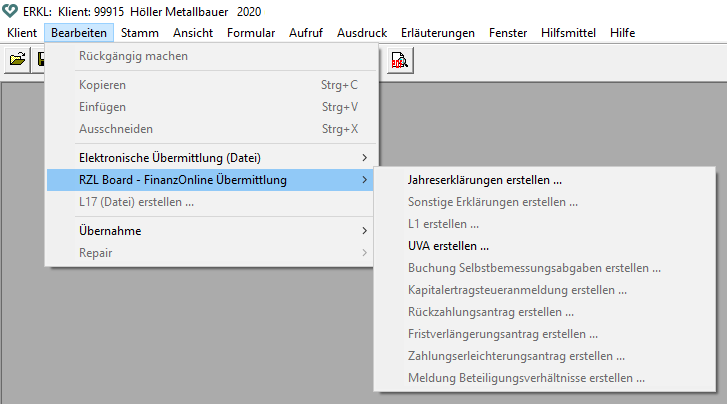 ERKL: Klient: 99915 Höller Metallbauer 2020
Klient Bearbeiten Stamm Ansicht Formular Aufruf Ausdruck Erläuterungen Fenster Hilfsmittel Hilfe
Rückgängig machen
Kopieren Strg+C
Einfügen Strg+V
Ausschneiden Strg+X
Elektronische Übermittlung (Datei)
RZL Board - FinanzOnline Übermittlung
L17 (Datei) erstellen ...
Übernahme
Repair
Jahreserklärungen erstellen ...
Sonstige Erklärungen erstellen ...
L1 erstellen ...
UVA erstellen ...
Buchung Selbstbemessungsabgaben erstellen ...
Kapitalertragsteueranmeldung erstellen ...
Rückzahlungsantrag erstellen ...
Fristverlängerungsantrag erstellen ...
Zahlungserleichterungsantrag erstellen ...
Meldung Beteiligungsverhältnisse erstellen ...